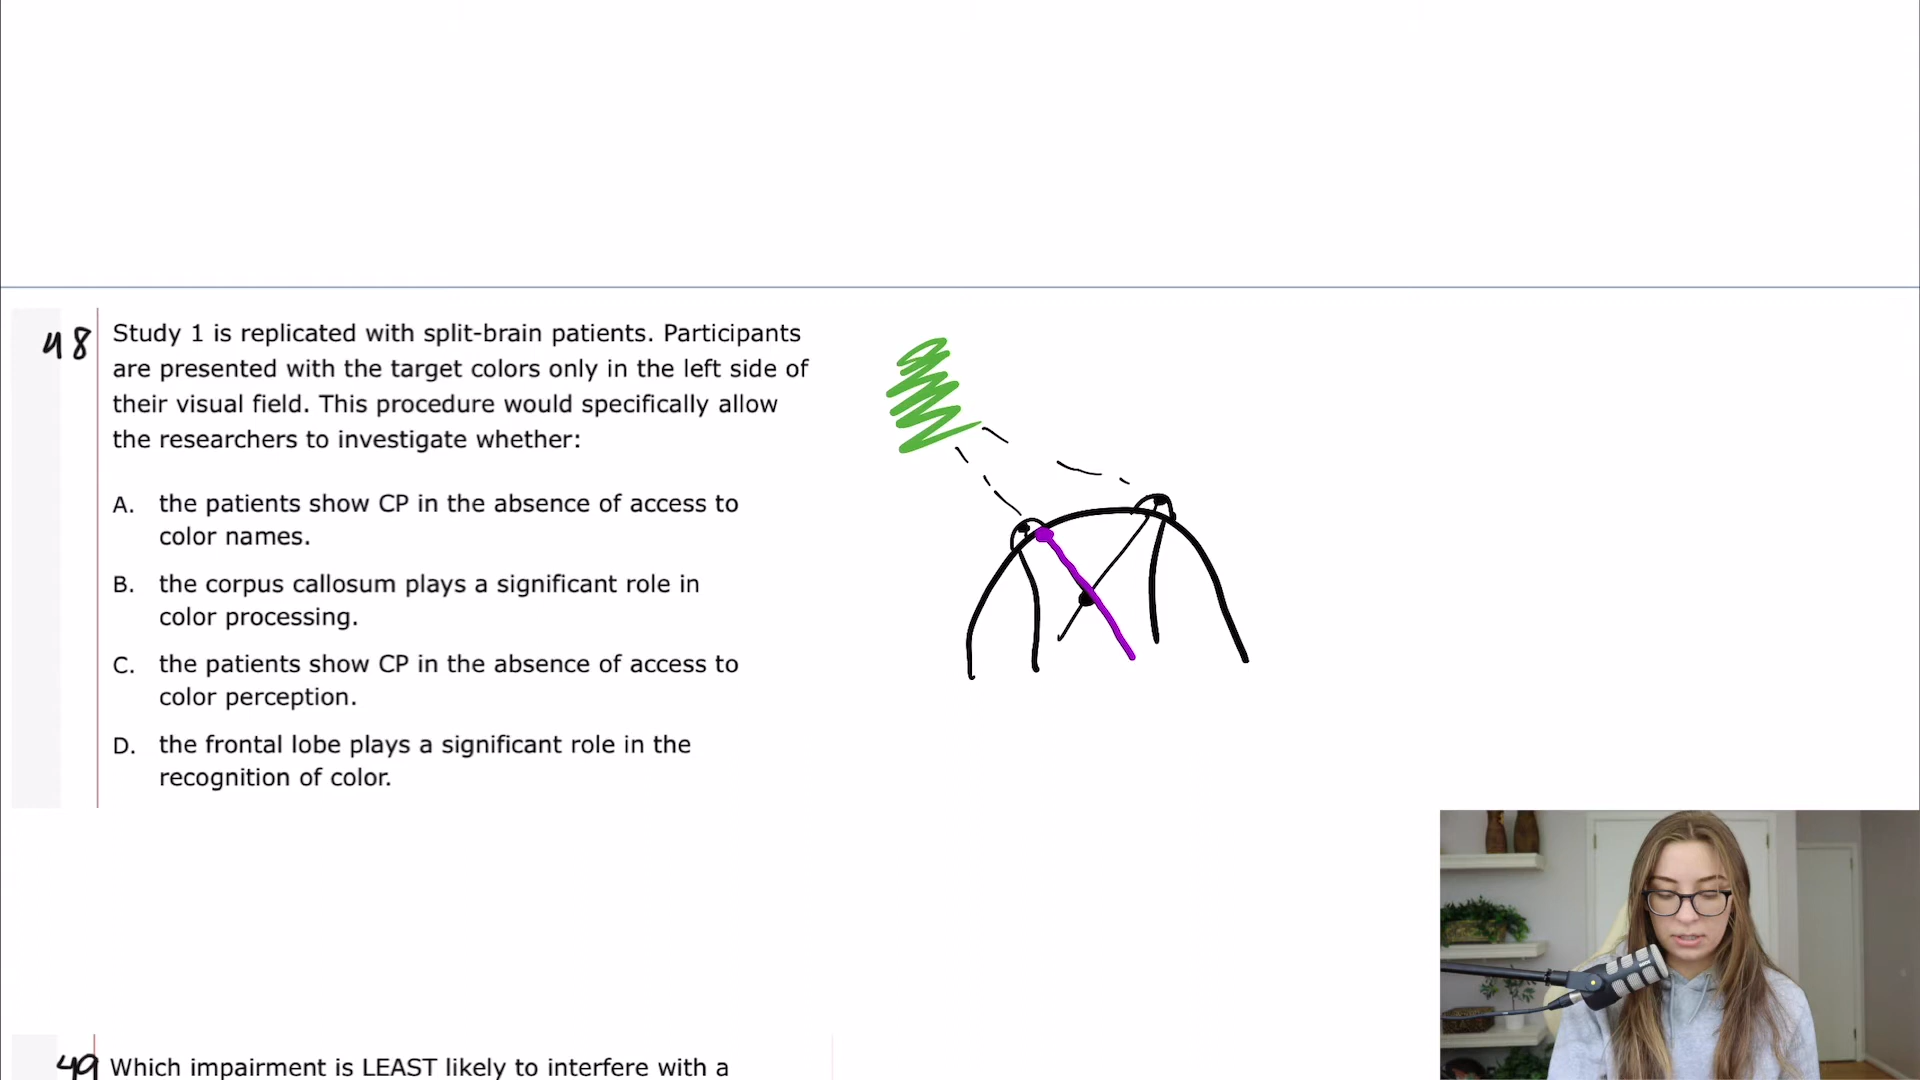 48
Study 1 is replicated with split-brain patients. Participants
are presented with the target colors only in the left side of
their visual field. This procedure would specifically allow
the researchers to investigate whether:
A. the patients show CP in the absence of access to
color names.
B. the corpus callosum plays a significant role in
color processing.
C. the patients show CP in the absence of access to
color perception.
D. the frontal lobe plays a significant role in the
recognition of color.
49 Which impairment is LEAST likely to interfere with a